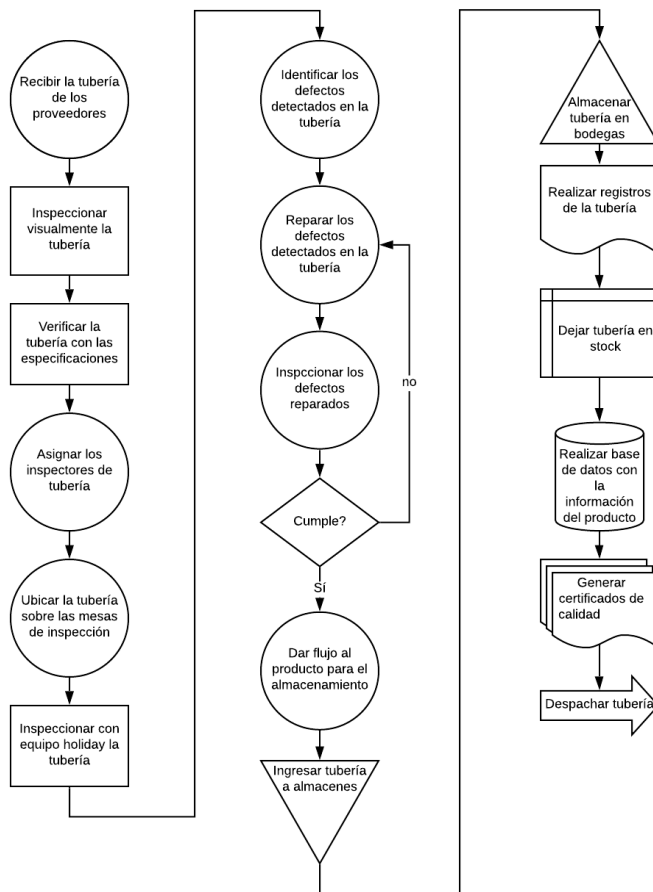 Recibir la tubería
de los
proveedores
Inspeccionar
visualmente la
tubería
Verificar la
tubería con las
especificaciones
Asignar los
inspectores de
tubería
Ubicar la tubería
sobre las mesas
de inspección
Inspeccionar con
equipo holiday la
tubería
Identificar los
defectos
detectados en la
tubería
Reparar los
defectos
detectados en la
tubería
Inspccionar los
defectos
reparados
no
Cumple?
Sí
Dar flujo al
producto para el
almacenamiento
Ingresar tubería
a almacenes
Almacenar
tubería en
bodegas
Realizar registros
de la tubería
Dejar tubería en
stock
Realizar base
de datos con
la
información
del producto
Generar
certificados de
calidad
Despachar tubería